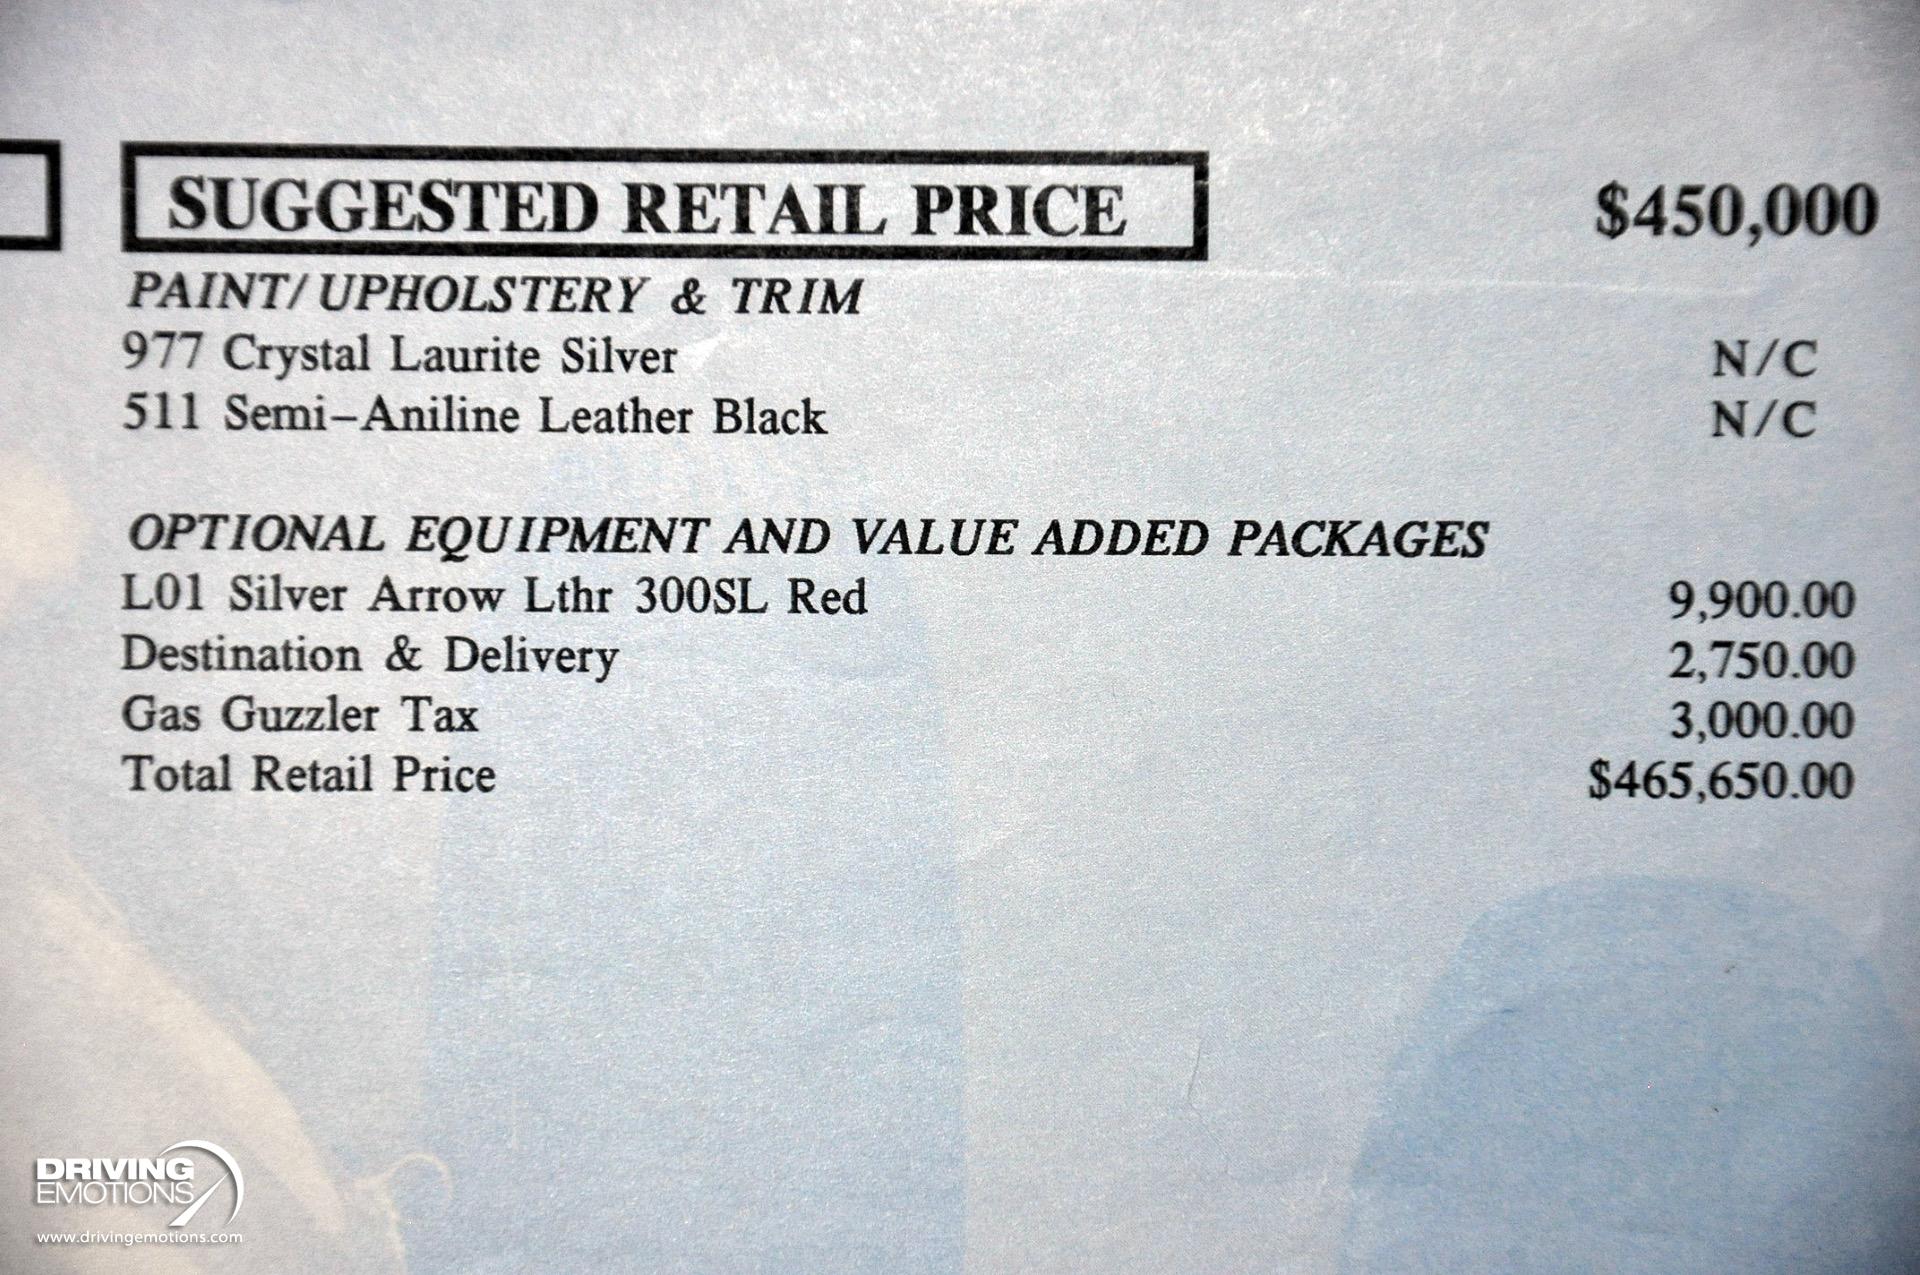 SUGGESTED RETAIL PRICE $450,000
PAINT/UPHOLSTERY & TRIM
977 Crystal Laurite Silver N/C
511 Semi-Aniline Leather Black N/C
OPTIONAL EQUIPMENT AND VALUE ADDED PACKAGES
L01 Silver Arrow Lthr 300SL Red 9,900.00
Destination & Delivery 2,750.00
Gas Guzzler Tax 3,000.00
Total Retail Price $465,650.00
DRIVING
EMOTIONS
www.drivingemotions.com